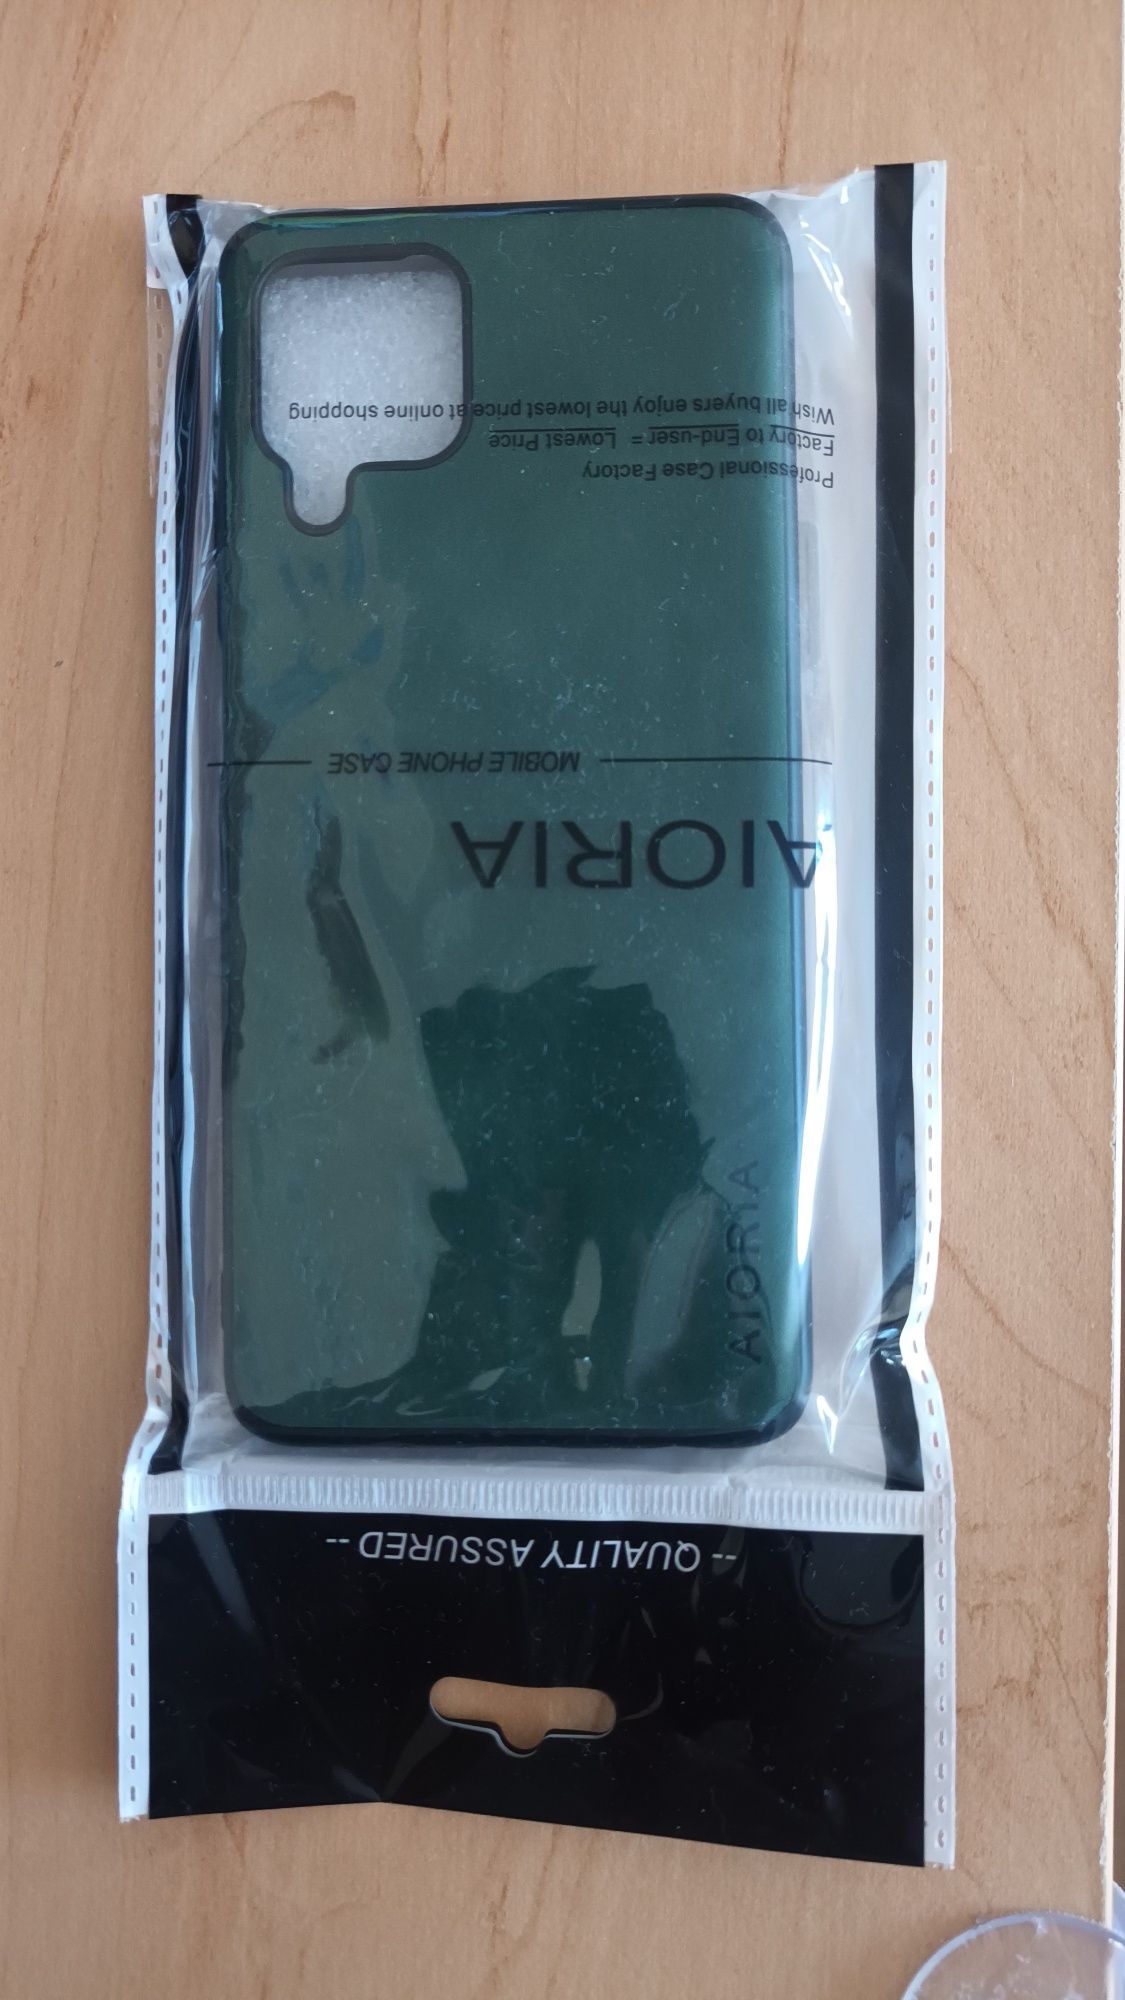 -- QUALITY ASSURED --
AIORIA
MOBILE PHONE CASE
Professional Case Factory
Factory to End-user = Lowest Price
Wish all buyers enjoy the lowest price at online shopping
AIORIA